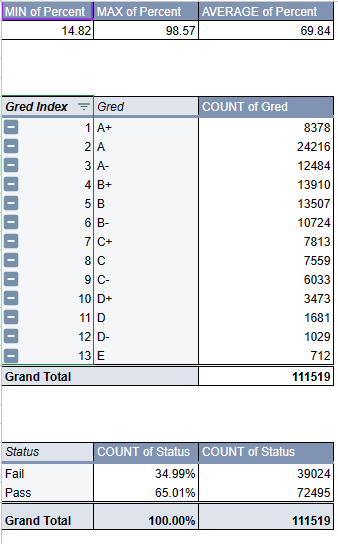 MIN of Percent MAX of Percent AVERAGE of Percent
14.82 98.57 69.84
Gred Index Gred COUNT of Gred
1 A+ 8378
2 A 24216
3 A- 12484
4 B+ 13910
5 B 13507
6 B- 10724
7 C+ 7813
8 C 7559
9 C- 6033
10 D+ 3473
11 D 1681
12 D- 1029
13 E 712
Grand Total 111519
Status COUNT of Status COUNT of Status
Fail 34.99% 39024
Pass 65.01% 72495
Grand Total 100.00% 111519